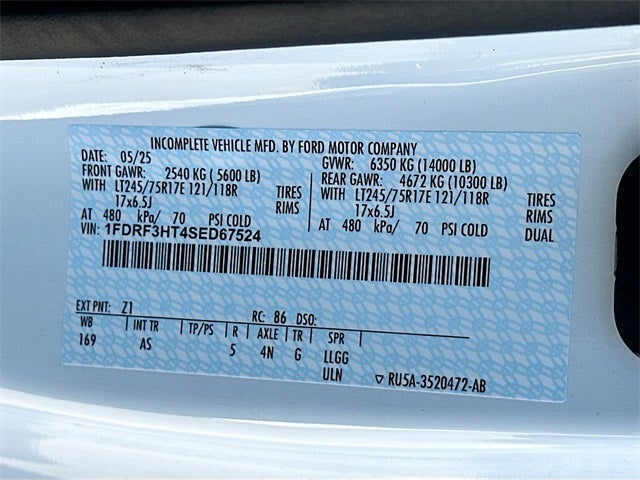 INCOMPLETE VEHICLE MFD. BY FORD MOTOR COMPANY
DATE: 05/25 GVWR: 6350 KG (14000 LB)
FRONT GAWR: 2540 KG ( 5600 LB) REAR GAWR: 4672 KG (10300 LB)
WITH LT245/75R17E 121/118R TIRES WITH LT245/75R17E 121/118R TIRES
17x6.5J RIMS 17x6.5J RIMS
AT 480 kPa/ 70 PSI COLD AT 480 kPa/ 70 PSI COLD DUAL
VIN: 1FDRF3HT4SED67524
EXT PNT: Z1 RC: 86 DSO:
WB INT TR TP/PS R AXLE TR SPR
169 AS 5 4N G LLGG
ULN ▽ RU5A-3520472-AB